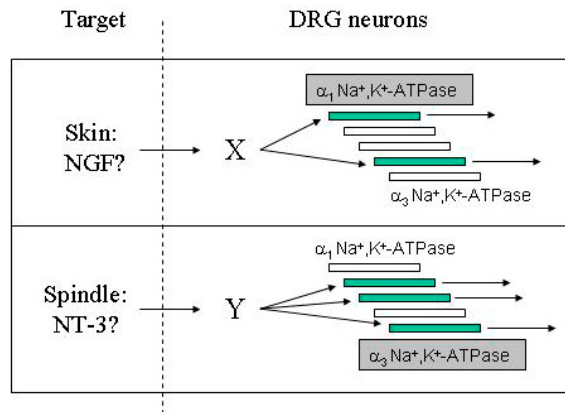 Target DRG neurons
α₁ Na⁺,K⁺-ATPase
Skin:
NGF?
X
α₃ Na⁺,K⁺-ATPase
α₁ Na⁺,K⁺-ATPase
Spindle:
NT-3?
Y
α₃ Na⁺,K⁺-ATPase